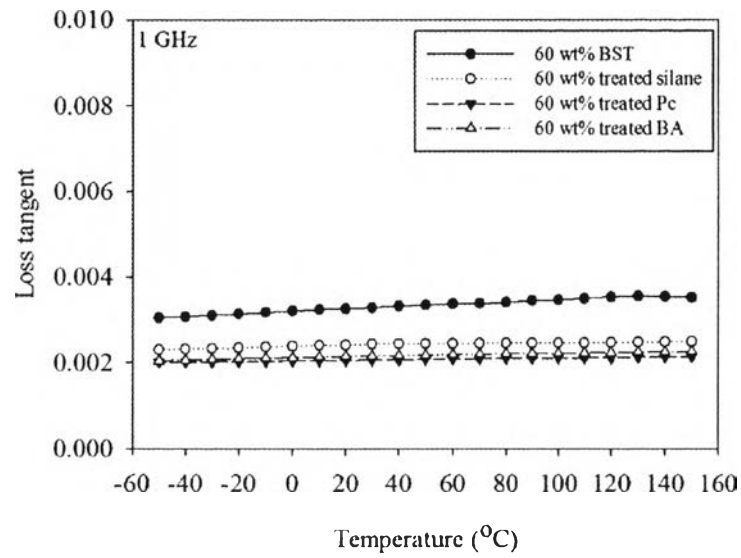 0.010
1 GHz
60 wt% BST
60 wt% treated silane
60 wt% treated Pc
60 wt% treated BA
0.008
0.006
0.004
0.002
0.000
Loss tangent
-60 -40 -20 0 20 40 60 80 100 120 140 160
Temperature (°C)